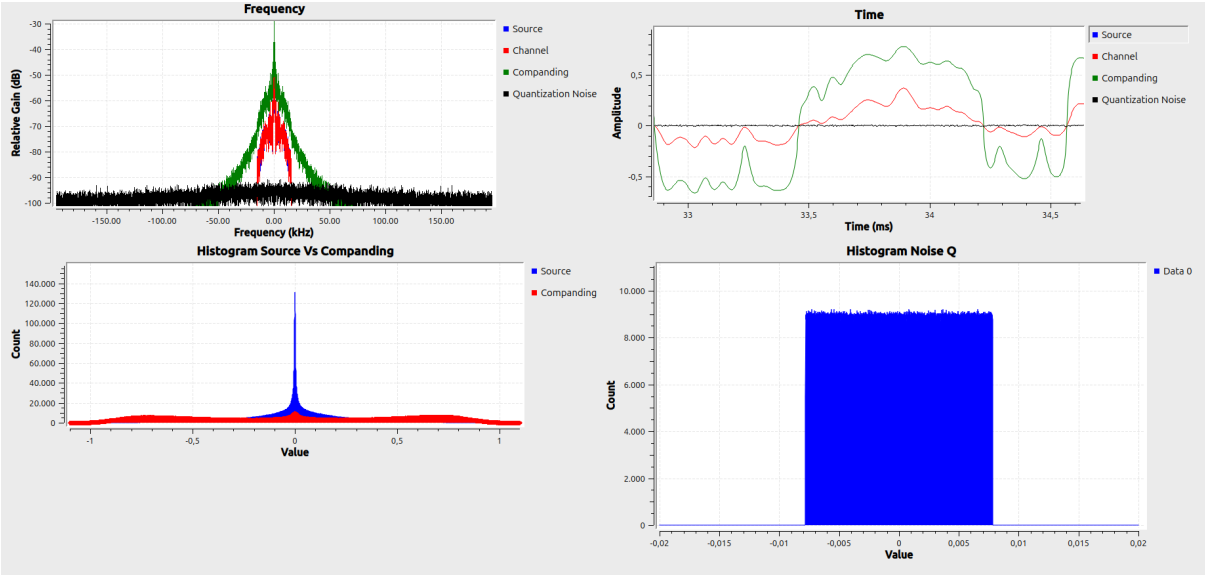 Frequency
Relative Gain (dB)
-30
-40
-50
-60
-70
-80
-90
-100
-150.00
-100.00
-50.00
0.00
50.00
100.00
150.00
Frequency (kHz)
Source
Channel
Companding
Quantization Noise
Time
Amplitude
0,5
0
-0,5
33
33,5
34
34,5
Time (ms)
Source
Channel
Companding
Quantization Noise
Histogram Source Vs Companding
Count
140.000
120.000
100.000
80.000
60.000
40.000
20.000
0
-1
-0,5
0
0,5
1
Value
Source
Companding
Histogram Noise Q
Count
10.000
8.000
6.000
4.000
2.000
0
-0,02
-0,015
-0,01
-0,005
0
0,005
0,01
0,015
0,02
Value
Data 0